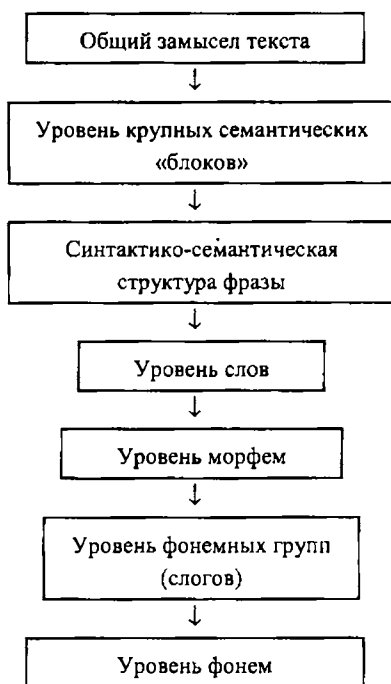 Общий замысел текста
↓
Уровень крупных семантических
«блоков»
↓
Синтактико-семантическая
структура фразы
↓
Уровень слов
↓
Уровень морфем
↓
Уровень фонемных групп
(слогов)
↓
Уровень фонем